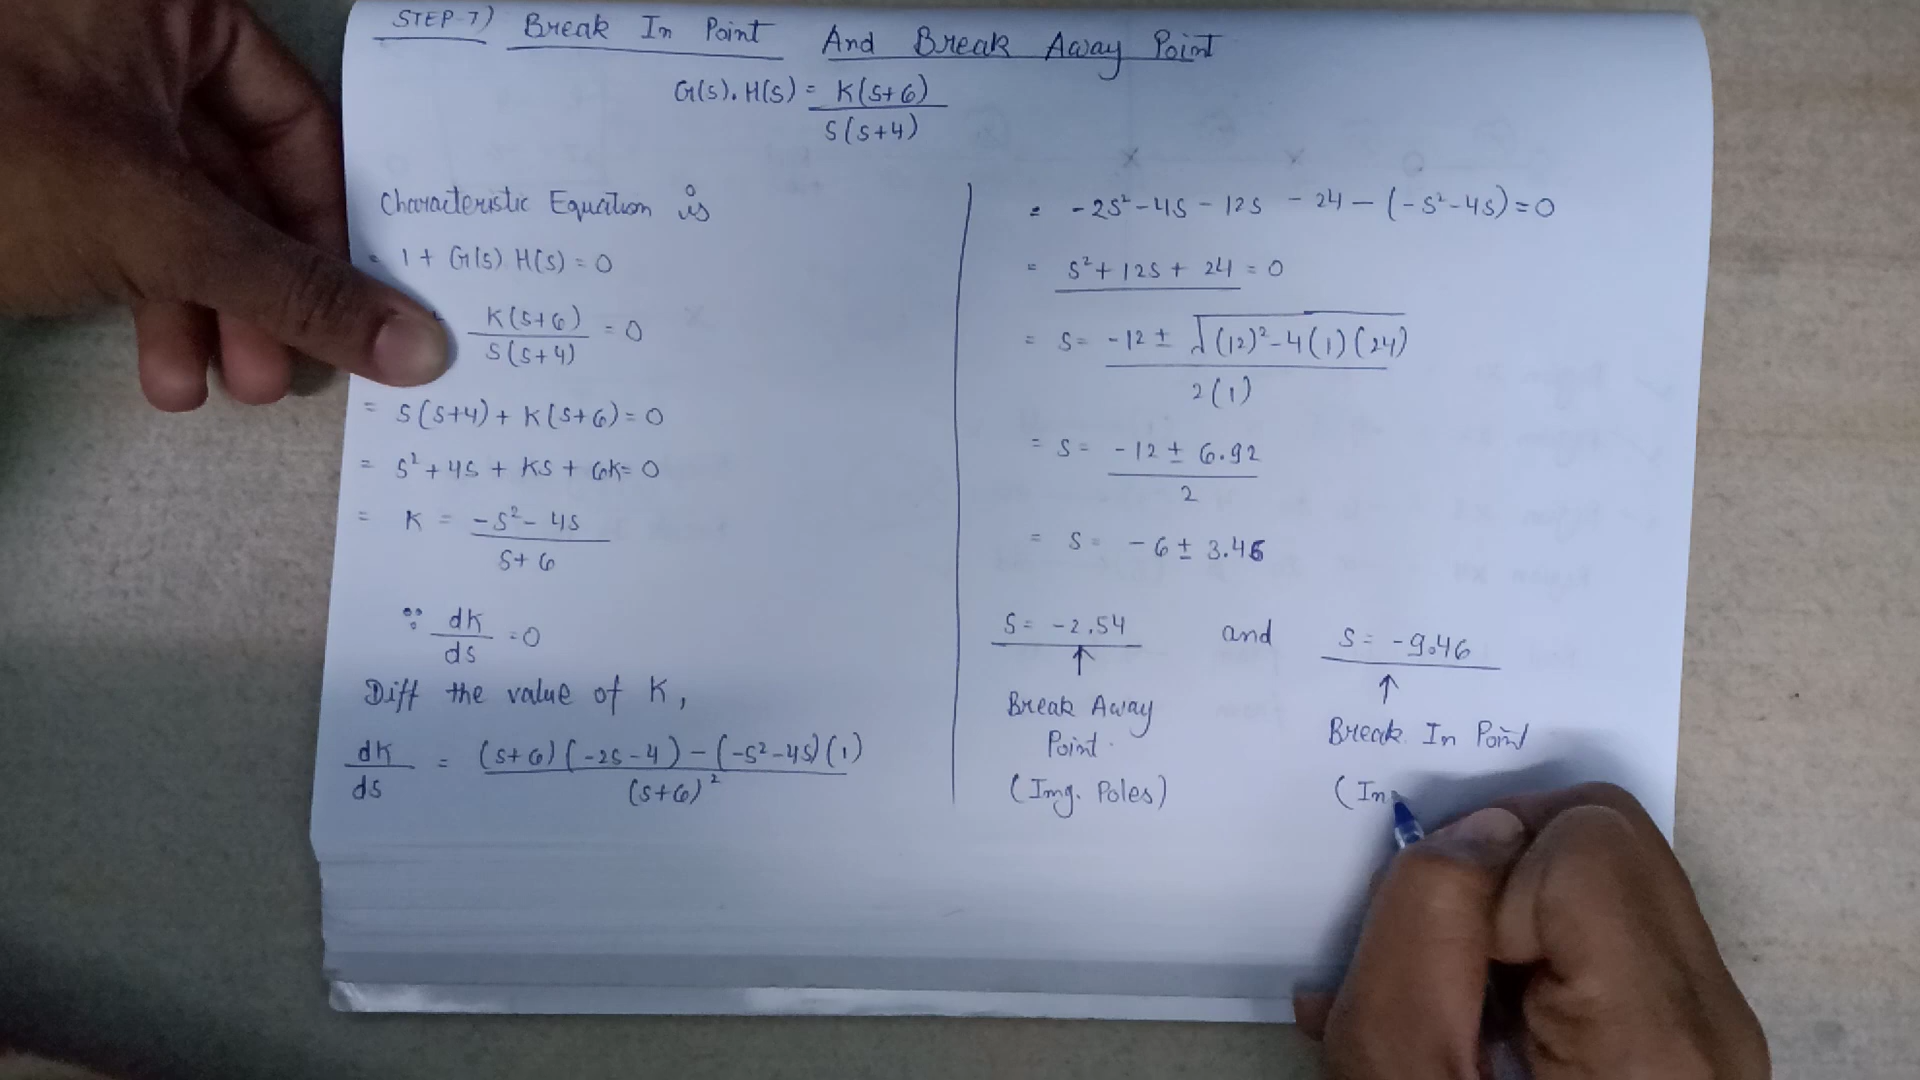 STEP-7) Break In Point And Break Away Point
G(s).H(s) = K(s+6)
s(s+4)
Characteristic Equation is
= 1 + G(s) H(s) = 0
K(s+6) = 0
s(s+4)
= s(s+4) + K(s+6) = 0
= s² + 4s + Ks + 6K = 0
= K = -s² - 4s
s+6
∵ dK = 0
ds
Diff the value of K,
dK = (s+6)(-2s-4) - (-s²-4s)(1)
ds (s+6)²
= -2s² - 4s - 12s - 24 - (-s² - 4s) = 0
= s² + 12s + 24 = 0
= s = -12 ± √(12)² - 4(1)(24)
2(1)
= s = -12 ± 6.92
2
= s = -6 ± 3.46
s = -2.54 and s = -9.46
↑ ↑
Break Away Point. (Img. Poles)
Break In Point
(In